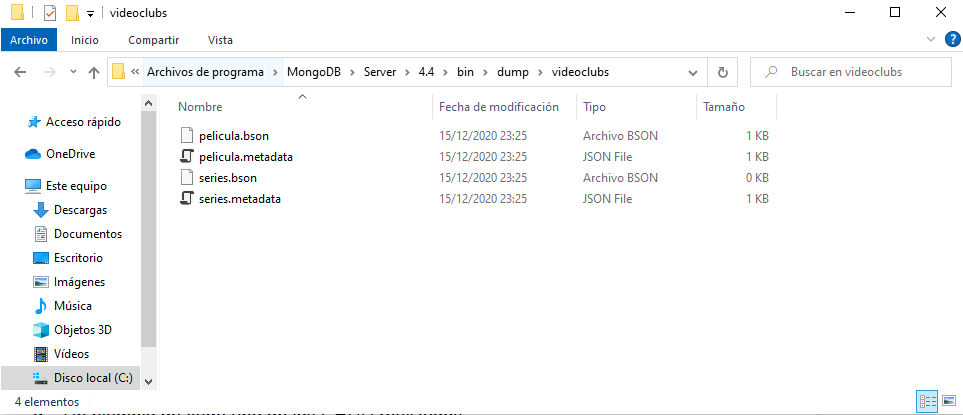 videoclubs
Archivo Inicio Compartir Vista
« Archivos de programa > MongoDB > Server > 4.4 > bin > dump > videoclubs
Buscar en videoclubs
Nombre Fecha de modificación Tipo Tamaño
pelicula.bson 15/12/2020 23:25 Archivo BSON 1 KB
pelicula.metadata 15/12/2020 23:25 JSON File 1 KB
series.bson 15/12/2020 23:25 Archivo BSON 0 KB
series.metadata 15/12/2020 23:25 JSON File 1 KB
Acceso rápido
OneDrive
Este equipo
Descargas
Documentos
Escritorio
Imágenes
Música
Objetos 3D
Vídeos
Disco local (C:)
4 elementos